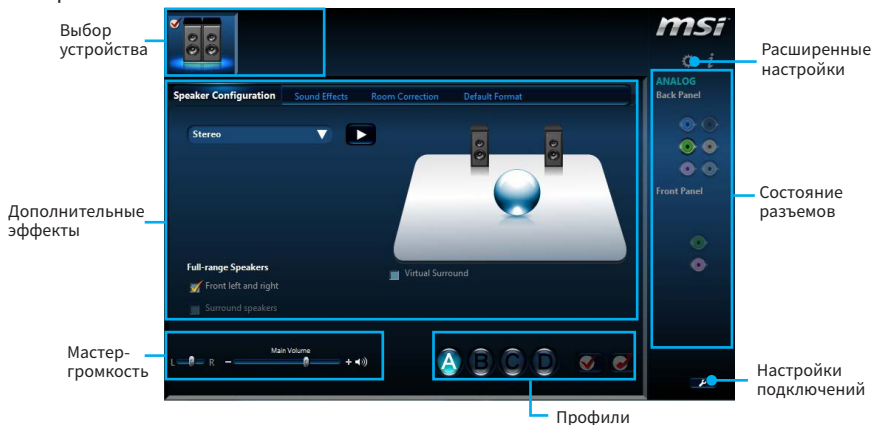 Выбор
устройства
msi
i
Расширенные
настройки
ANALOG
Back Panel
Speaker Configuration
Sound Effects
Room Correction
Default Format
Stereo
Дополнительные
эффекты
Front Panel
Состояние
разъемов
Full-range Speakers
Front left and right
Surround speakers
Virtual Surround
Мастер-
громкость
Main Volume
L R - +
A B C D
Настройки
подключений
Профили